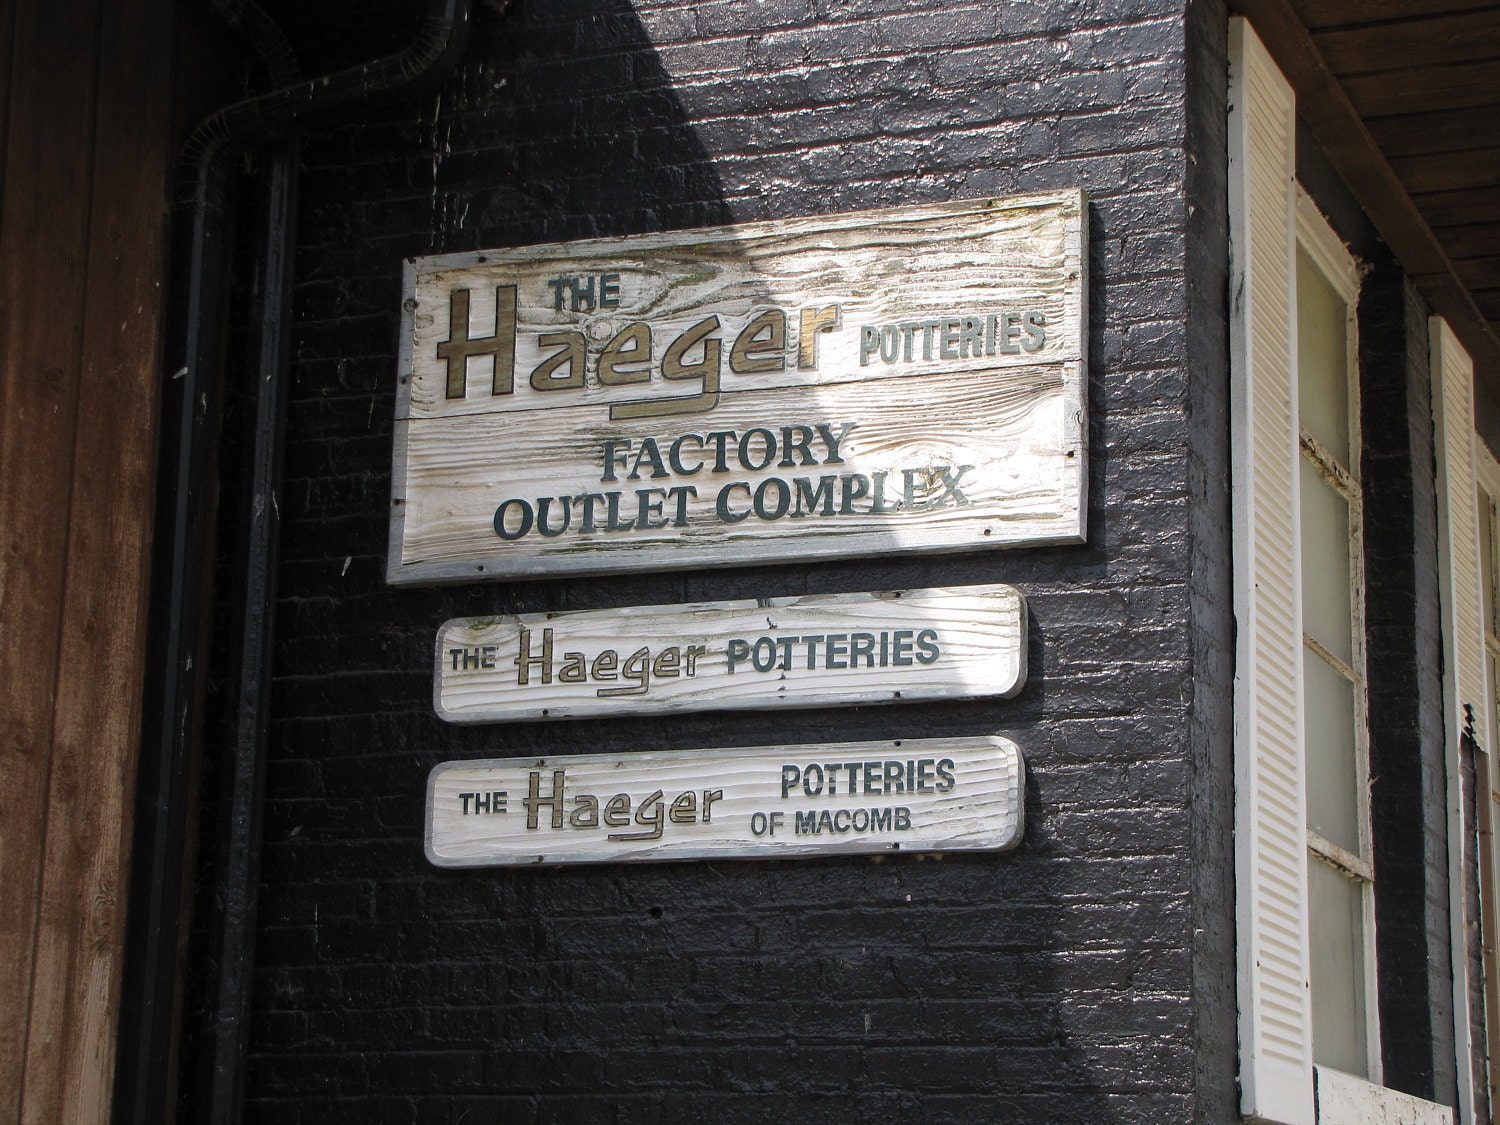 THE
Haeger POTTERIES
FACTORY
OUTLET COMPLEX
THE Haeger POTTERIES
THE Haeger POTTERIES
OF MACOMB